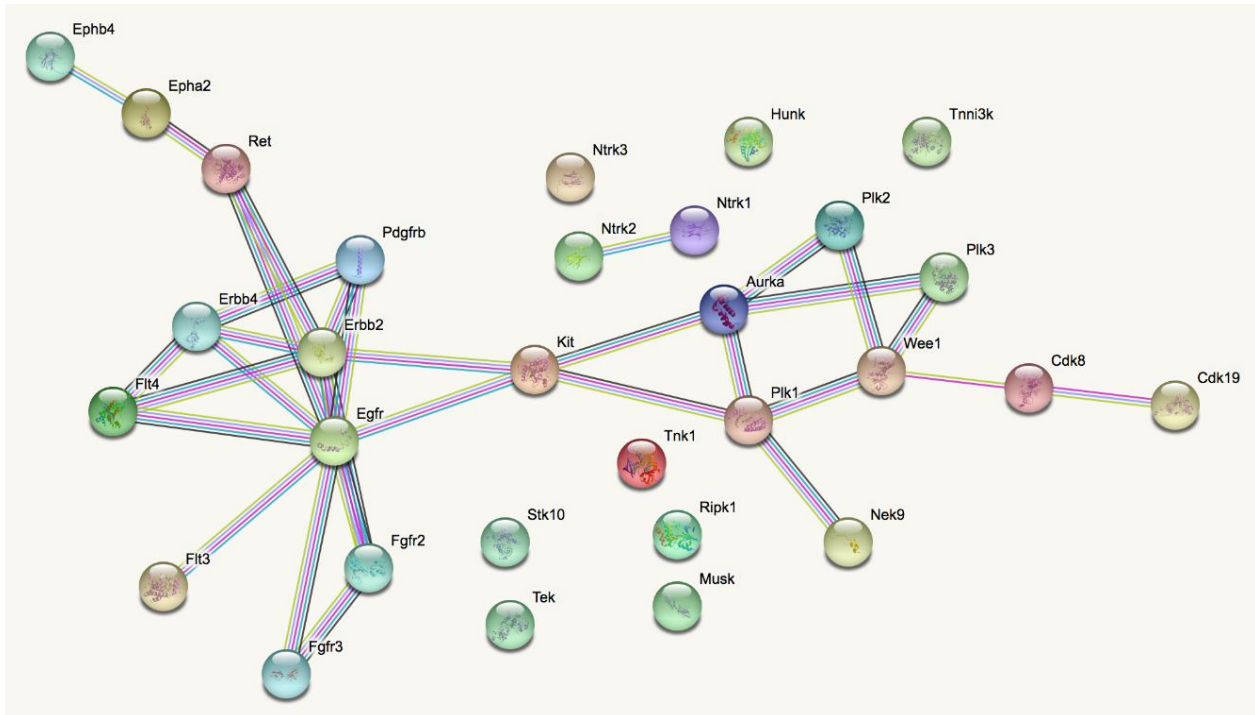 Ephb4
Epha2
Ret
Hunk
Tnni3k
Ntrk3
Ntrk1
Plk2
Ntrk2
Pdgfrb
Plk3
Aurka
Erbb4
Erbb2
Kit
Wee1
Cdk8
Cdk19
Flt4
Plk1
Egfr
Tnk1
Stk10
Ripk1
Nek9
Fgfr2
Flt3
Musk
Tek
Fgfr3